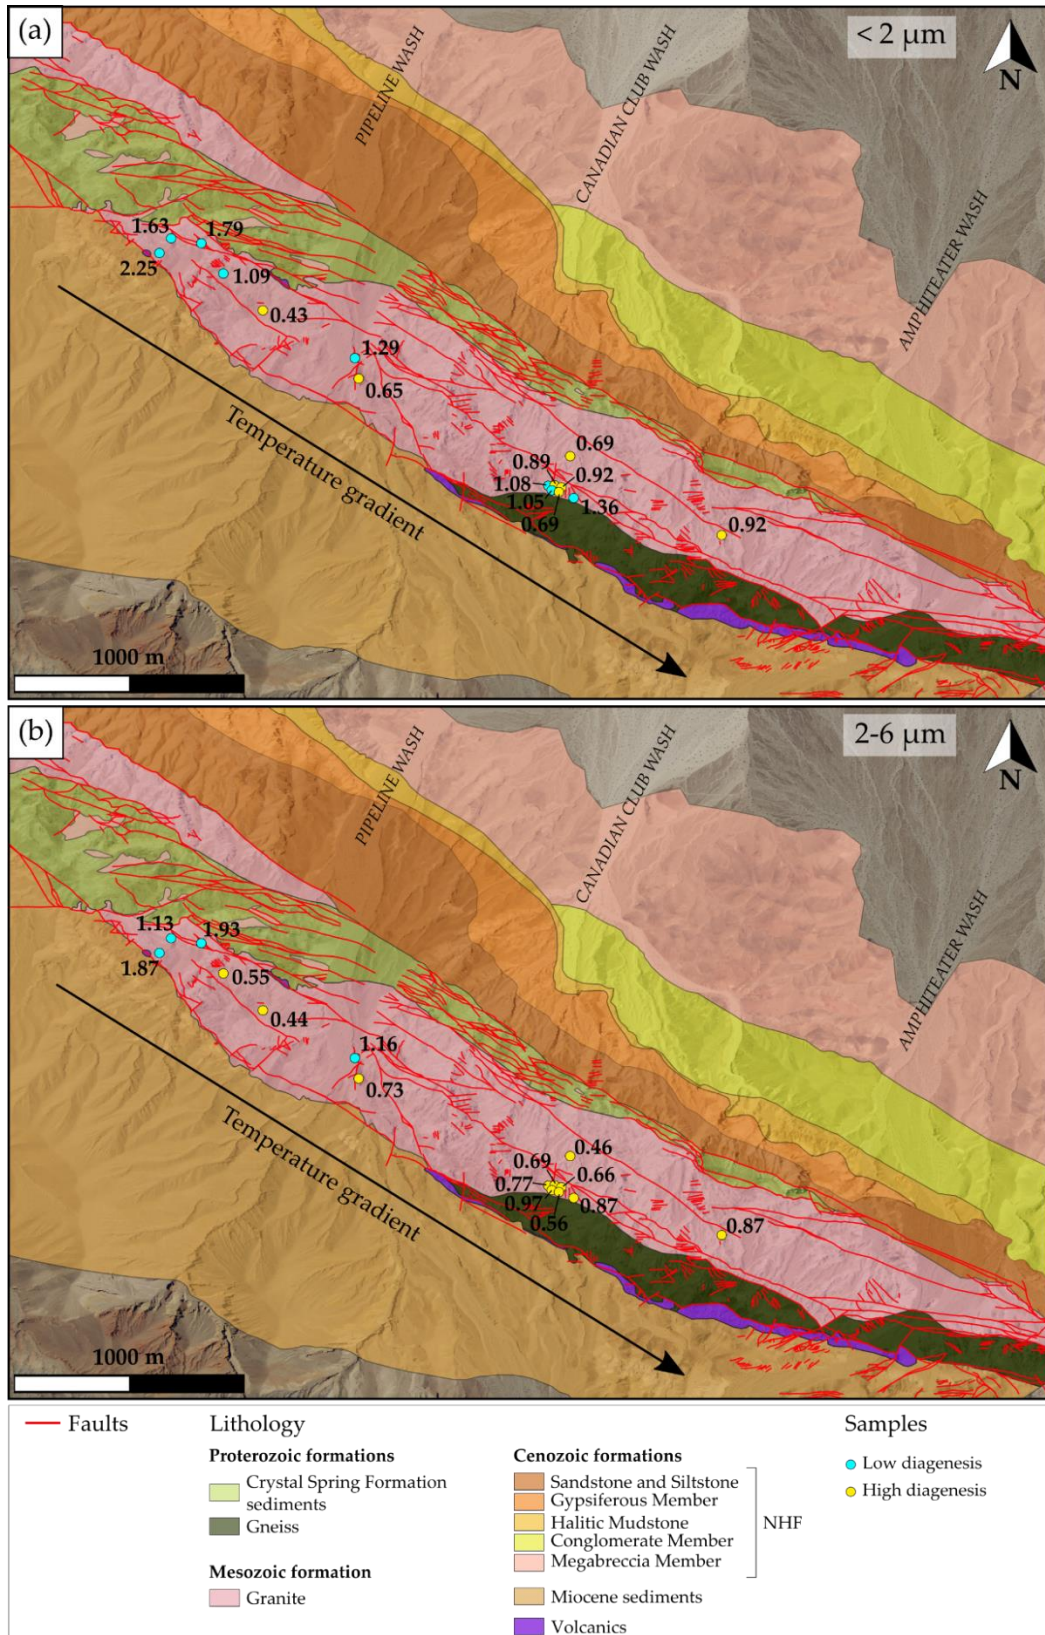 (a)
< 2 µm
N
PIPELINE WASH
CANADIAN CLUB WASH
AMPHITEATER WASH
1.63
1.79
2.25
1.09
0.43
1.29
0.65
0.69
0.89
0.92
1.08
1.05
1.36
0.69
0.92
Temperature gradient
1000 m
(b)
2-6 µm
N
PIPELINE WASH
CANADIAN CLUB WASH
AMPHITEATER WASH
1.13
1.93
1.87
0.55
0.44
1.16
0.73
0.46
0.69
0.66
0.77
0.97
0.87
0.56
0.87
Temperature gradient
1000 m
Faults
Lithology
Proterozoic formations
Crystal Spring Formation
sediments
Gneiss
Mesozoic formation
Granite
Cenozoic formations
Sandstone and Siltstone
Gypsiferous Member
Halitic Mudstone
Conglomerate Member
Megabreccia Member
NHF
Miocene sediments
Volcanics
Samples
Low diagenesis
High diagenesis